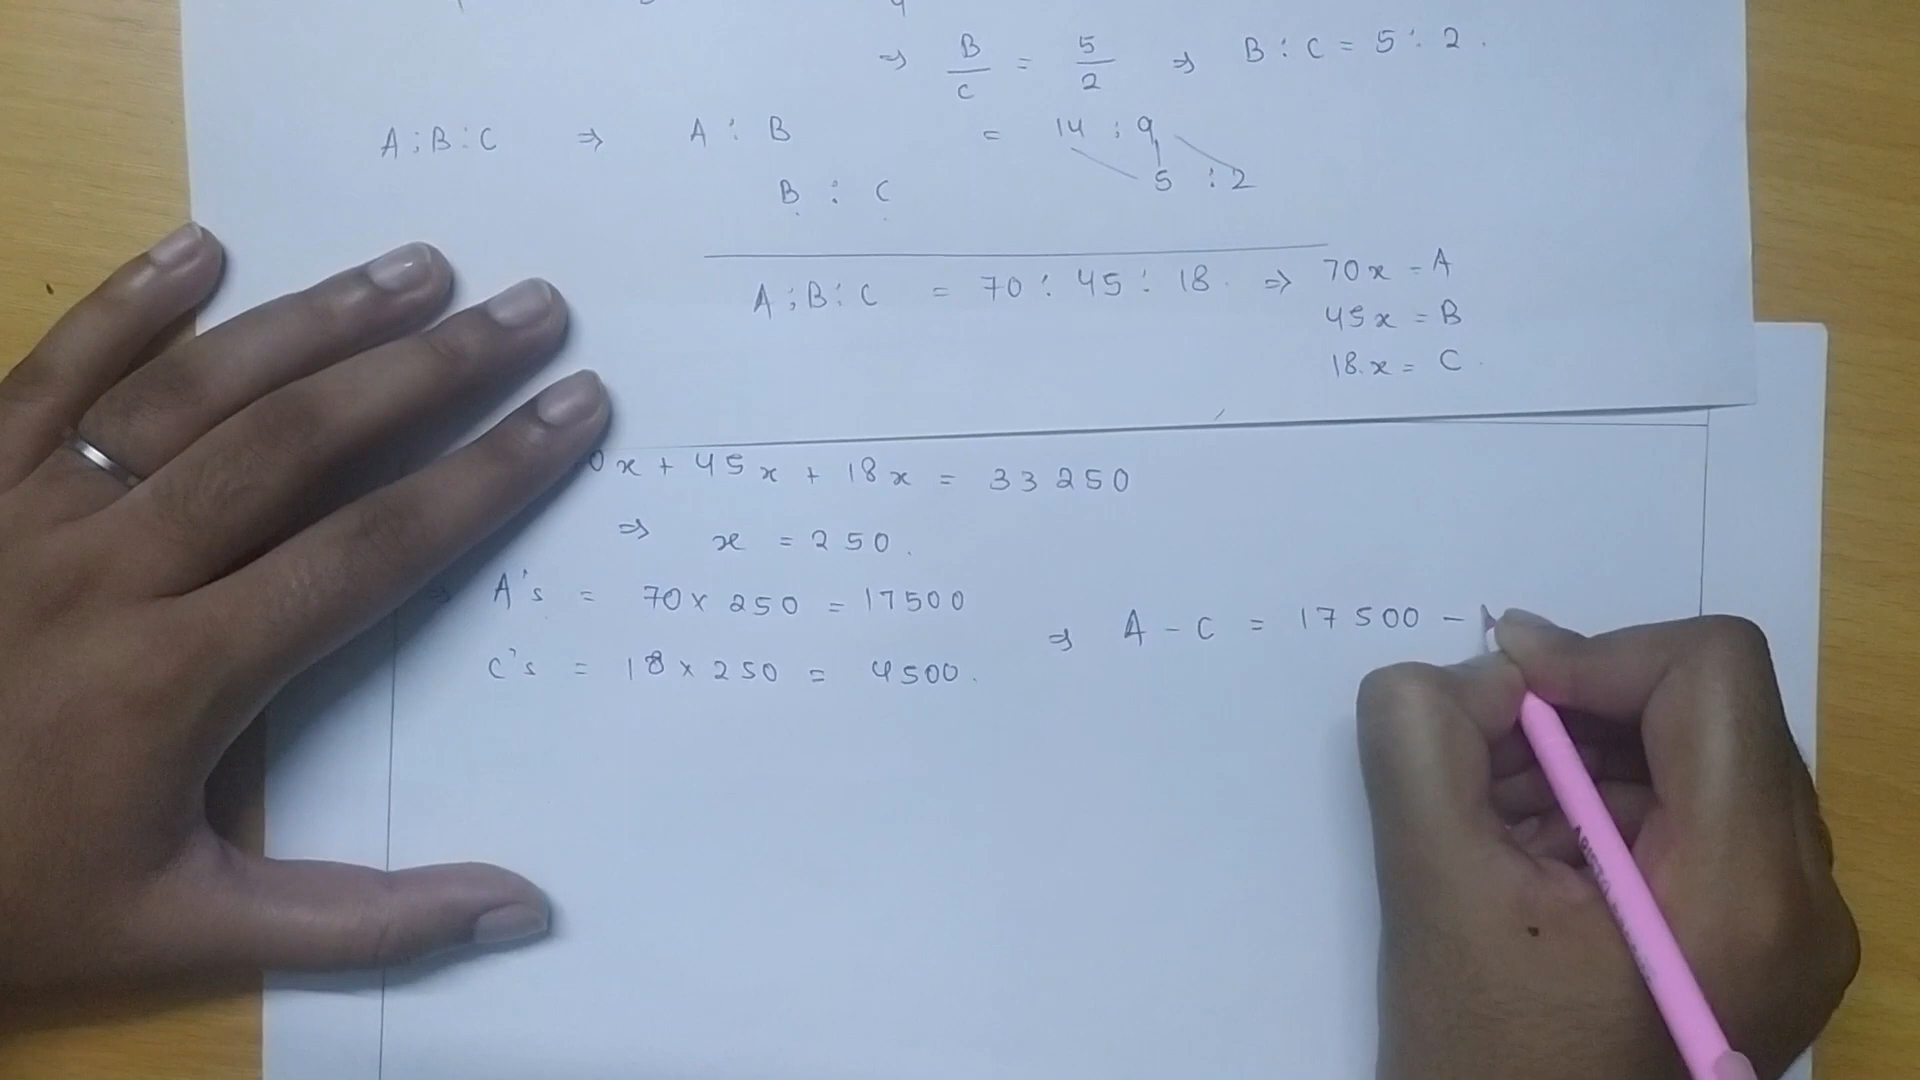 ⇒ B/C = 5/2 ⇒ B : C = 5 : 2 .
A : B : C ⇒ A : B = 14 : 9
B : C 5 : 2
A : B : C = 70 : 45 : 18 . ⇒ 70x = A
45x = B
18.x = C .
0x + 45x + 18x = 33250
⇒ x = 250 .
⇒ A's = 70 x 250 = 17500
⇒ A - C = 17500 -
C's = 18 x 250 = 4500 .